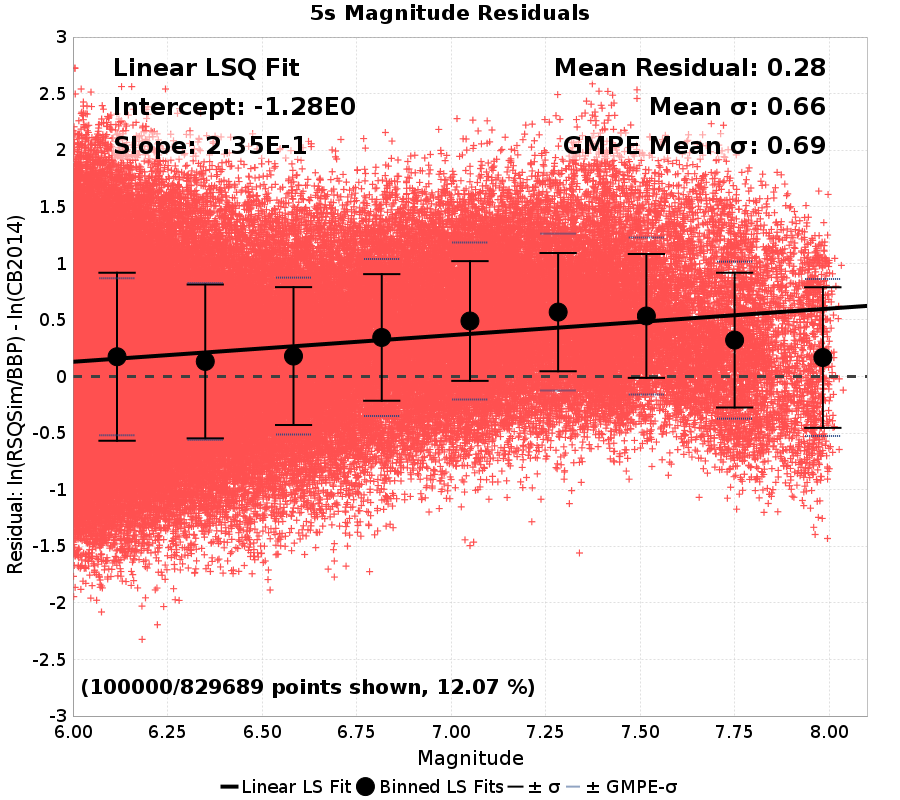 5s Magnitude Residuals
Linear LSQ Fit
Mean Residual: 0.28
Intercept: -1.28E0
Mean σ: 0.66
Slope: 2.35E-1
GMPE Mean σ: 0.69
3
2.5
2
1.5
1
0.5
0
-0.5
-1
-1.5
-2
-2.5
-3
Residual: ln(RSQSim/BBP) - ln(CB2014)
(100000/829689 points shown, 12.07 %)
6.00 6.25 6.50 6.75 7.00 7.25 7.50 7.75 8.00
Magnitude
Linear LS Fit Binned LS Fits ± σ ± GMPE-σ